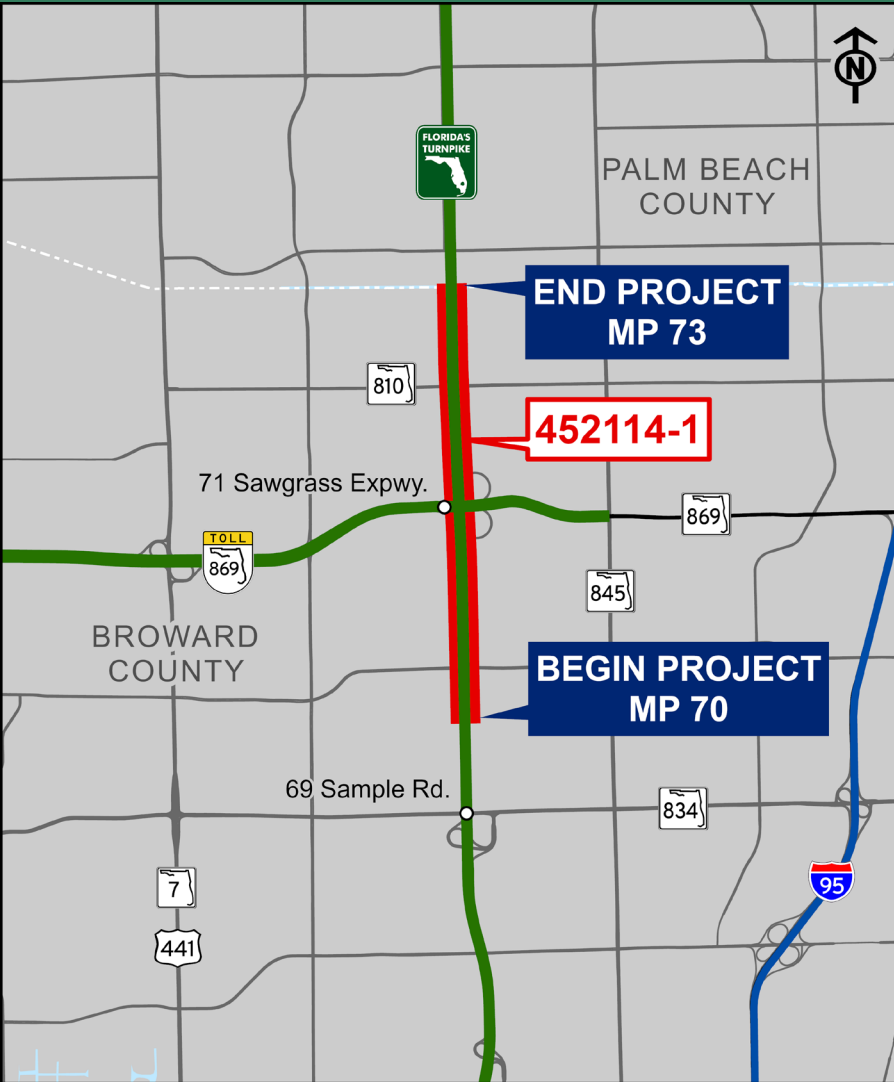 N
FLORIDA'S
TURNPIKE
PALM BEACH
COUNTY
END PROJECT
MP 73
810
452114-1
71 Sawgrass Expwy.
869
TOLL
869
845
BROWARD
COUNTY
BEGIN PROJECT
MP 70
69 Sample Rd.
834
7
95
441